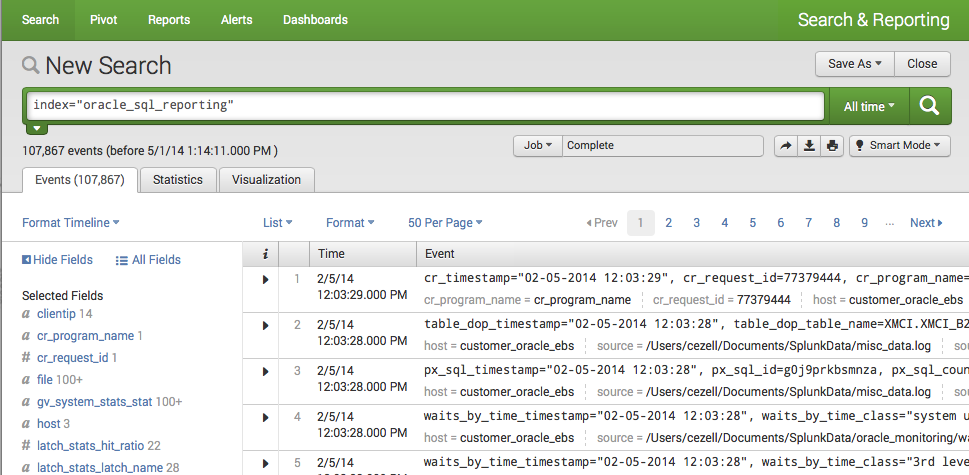 Search Pivot Reports Alerts Dashboards Search & Reporting
New Search Save As Close
index="oracle_sql_reporting" All time
107,867 events (before 5/1/14 1:14:11.000 PM ) Job Complete Smart Mode
Events (107,867) Statistics Visualization
Format Timeline List Format 50 Per Page Prev 1 2 3 4 5 6 7 8 9 ... Next
Hide Fields All Fields
i Time Event
Selected Fields
a clientip 14
a cr_program_name 1
# cr_request_id 1
a file 100+
a gv_system_stats_stat 100+
a host 3
# latch_stats_hit_ratio 22
a latch_stats_latch_name 28
1 2/5/14 12:03:29.000 PM
cr_timestamp="02-05-2014 12:03:29", cr_request_id=77379444, cr_program_name=
cr_program_name = cr_program_name cr_request_id = 77379444 host = customer_oracle_ebs
2 2/5/14 12:03:28.000 PM
table_dop_timestamp="02-05-2014 12:03:28", table_dop_table_name=XMCI.XMCI_B2
host = customer_oracle_ebs source = /Users/cezell/Documents/SplunkData/misc_data.log
3 2/5/14 12:03:28.000 PM
px_sql_timestamp="02-05-2014 12:03:28", px_sql_id=g0j9prkbsmnza, px_sql_coun
host = customer_oracle_ebs source = /Users/cezell/Documents/SplunkData/misc_data.log
4 2/5/14 12:03:28.000 PM
waits_by_time_timestamp="02-05-2014 12:03:28", waits_by_time_class="system u
host = customer_oracle_ebs source = /Users/cezell/Documents/SplunkData/oracle_monitoring/wa
5 2/5/14
waits_by_time_timestamp="02-05-2014 12:03:28", waits_by_time_class="3rd leve